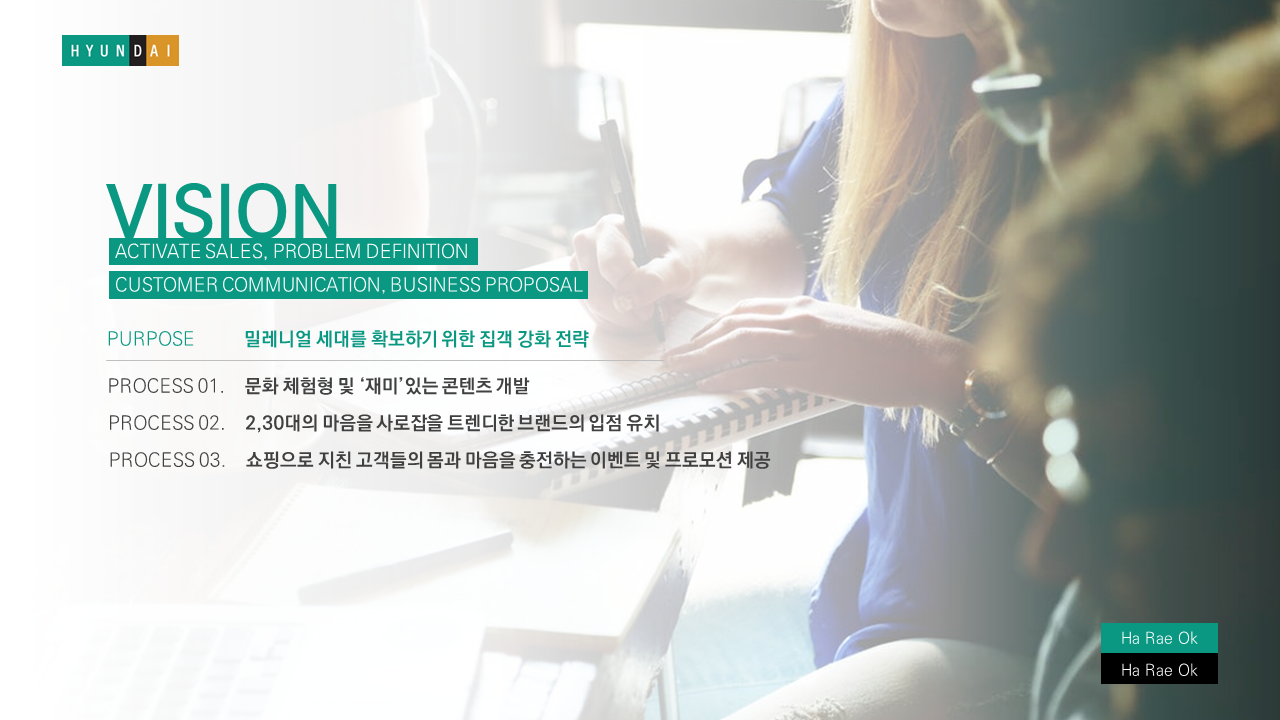 HYUNDAI
VISION
ACTIVATE SALES, PROBLEM DEFINITION
CUSTOMER COMMUNICATION, BUSINESS PROPOSAL
PURPOSE 밀레니얼 세대를 확보하기 위한 집객 강화 전략
PROCESS 01. 문화 체험형 및 ‘재미’있는 콘텐츠 개발
PROCESS 02. 2,30대의 마음을 사로잡을 트렌디한 브랜드의 입점 유치
PROCESS 03. 쇼핑으로 지친 고객들의 몸과 마음을 충전하는 이벤트 및 프로모션 제공
Ha Rae Ok
Ha Rae Ok